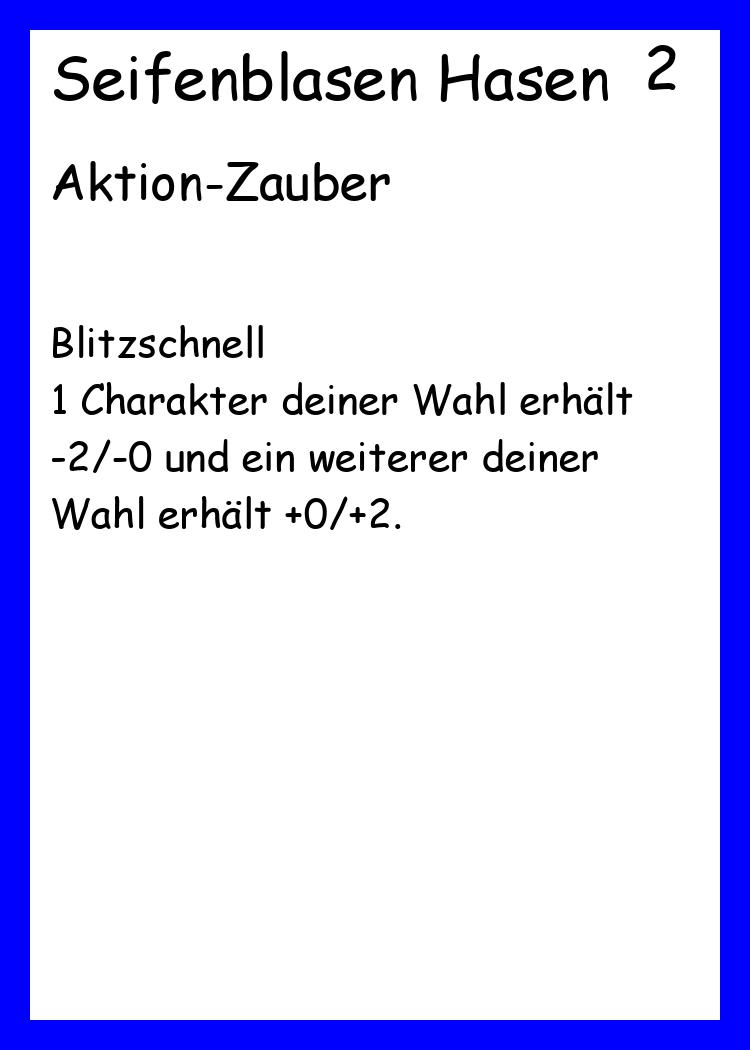 Seifenblasen Hasen 2
Aktion-Zauber
Blitzschnell
1 Charakter deiner Wahl erhält
-2/-0 und ein weiterer deiner
Wahl erhält +0/+2.